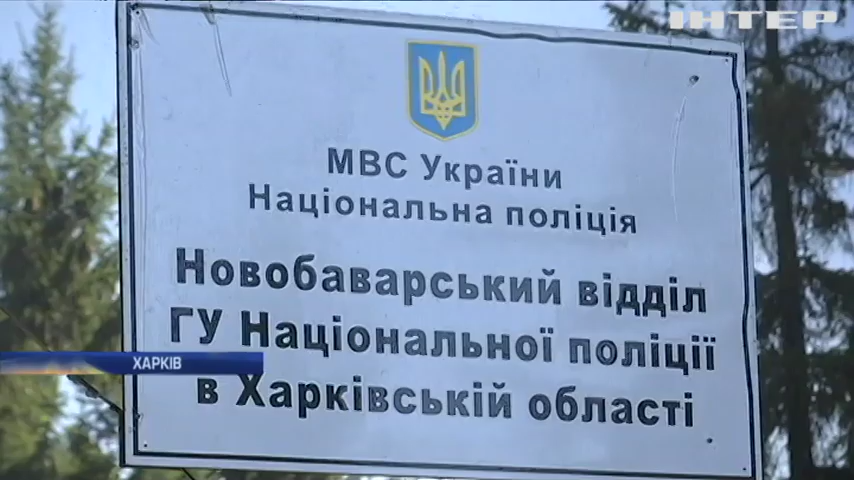 ІНТЕР
МВС України
Національна поліція
Новобаварський відділ
ГУ Національної поліції
в Харківській області
ХАРКІВ